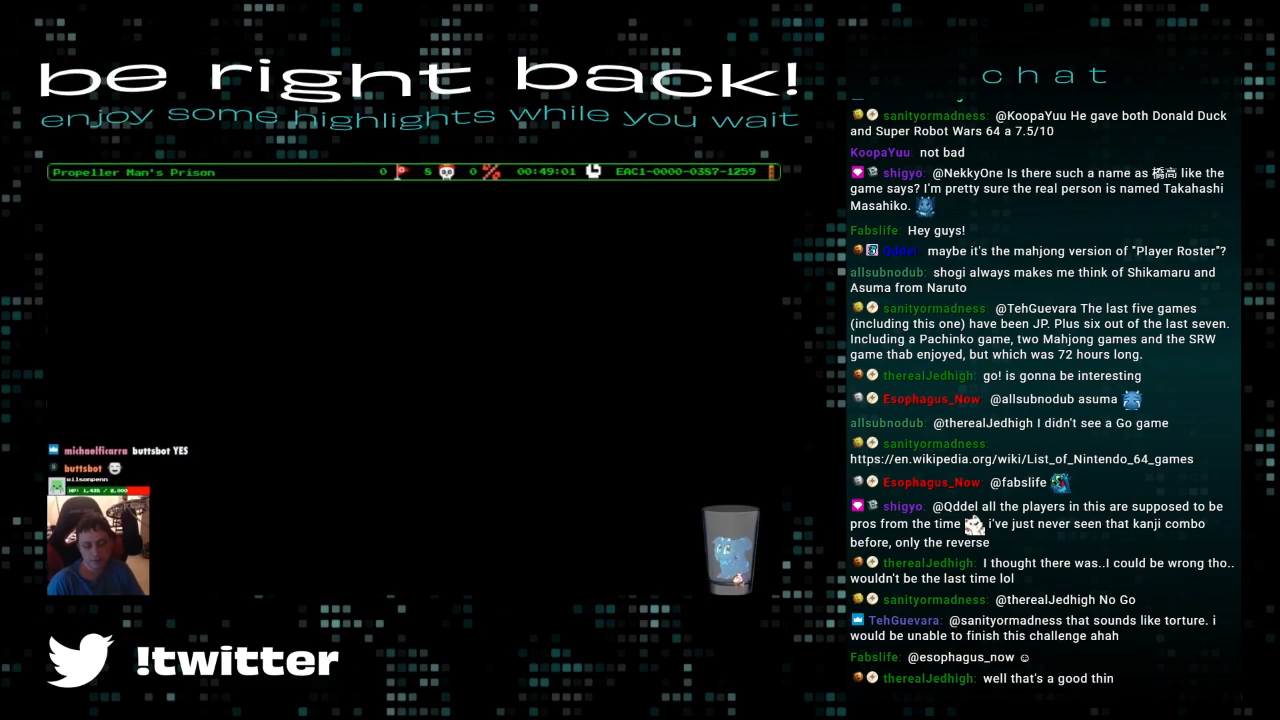 be right back!
enjoy some highlights while you wait
Propeller Man's Prison 0 8 0 00:49:01 EAC1-0000-0387-1259
michaelficarra buttsbot YES
buttsbot
wilsonpenn
HP: 1,435 / 2,000
!twitter
chat
sanityormadness: @KoopaYuu He gave both Donald Duck
and Super Robot Wars 64 a 7.5/10
KoopaYuu: not bad
shigyo: @NekkyOne Is there such a name as 橋高 like the
game says? I'm pretty sure the real person is named Takahashi
Masahiko.
Fabslife: Hey guys!
Qddel: maybe it's the mahjong version of "Player Roster"?
allsubnodub: shogi always makes me think of Shikamaru and
Asuma from Naruto
sanityormadness: @TehGuevara The last five games
(including this one) have been JP. Plus six out of the last seven.
Including a Pachinko game, two Mahjong games and the SRW
game thab enjoyed, but which was 72 hours long.
therealJedhigh: go! is gonna be interesting
Esophagus_Now: @allsubnodub asuma
allsubnodub: @therealJedhigh I didn't see a Go game
sanityormadness:
https://en.wikipedia.org/wiki/List_of_Nintendo_64_games
Esophagus_Now: @fabslife
shigyo: @Qddel all the players in this are supposed to be
pros from the time i've just never seen that kanji combo
before, only the reverse
therealJedhigh: I thought there was..I could be wrong tho..
wouldn't be the last time lol
sanityormadness: @therealJedhigh No Go
TehGuevara: @sanityormadness that sounds like torture. i
would be unable to finish this challenge ahah
Fabslife: @esophagus_now ☺
therealJedhigh: well that's a good thin